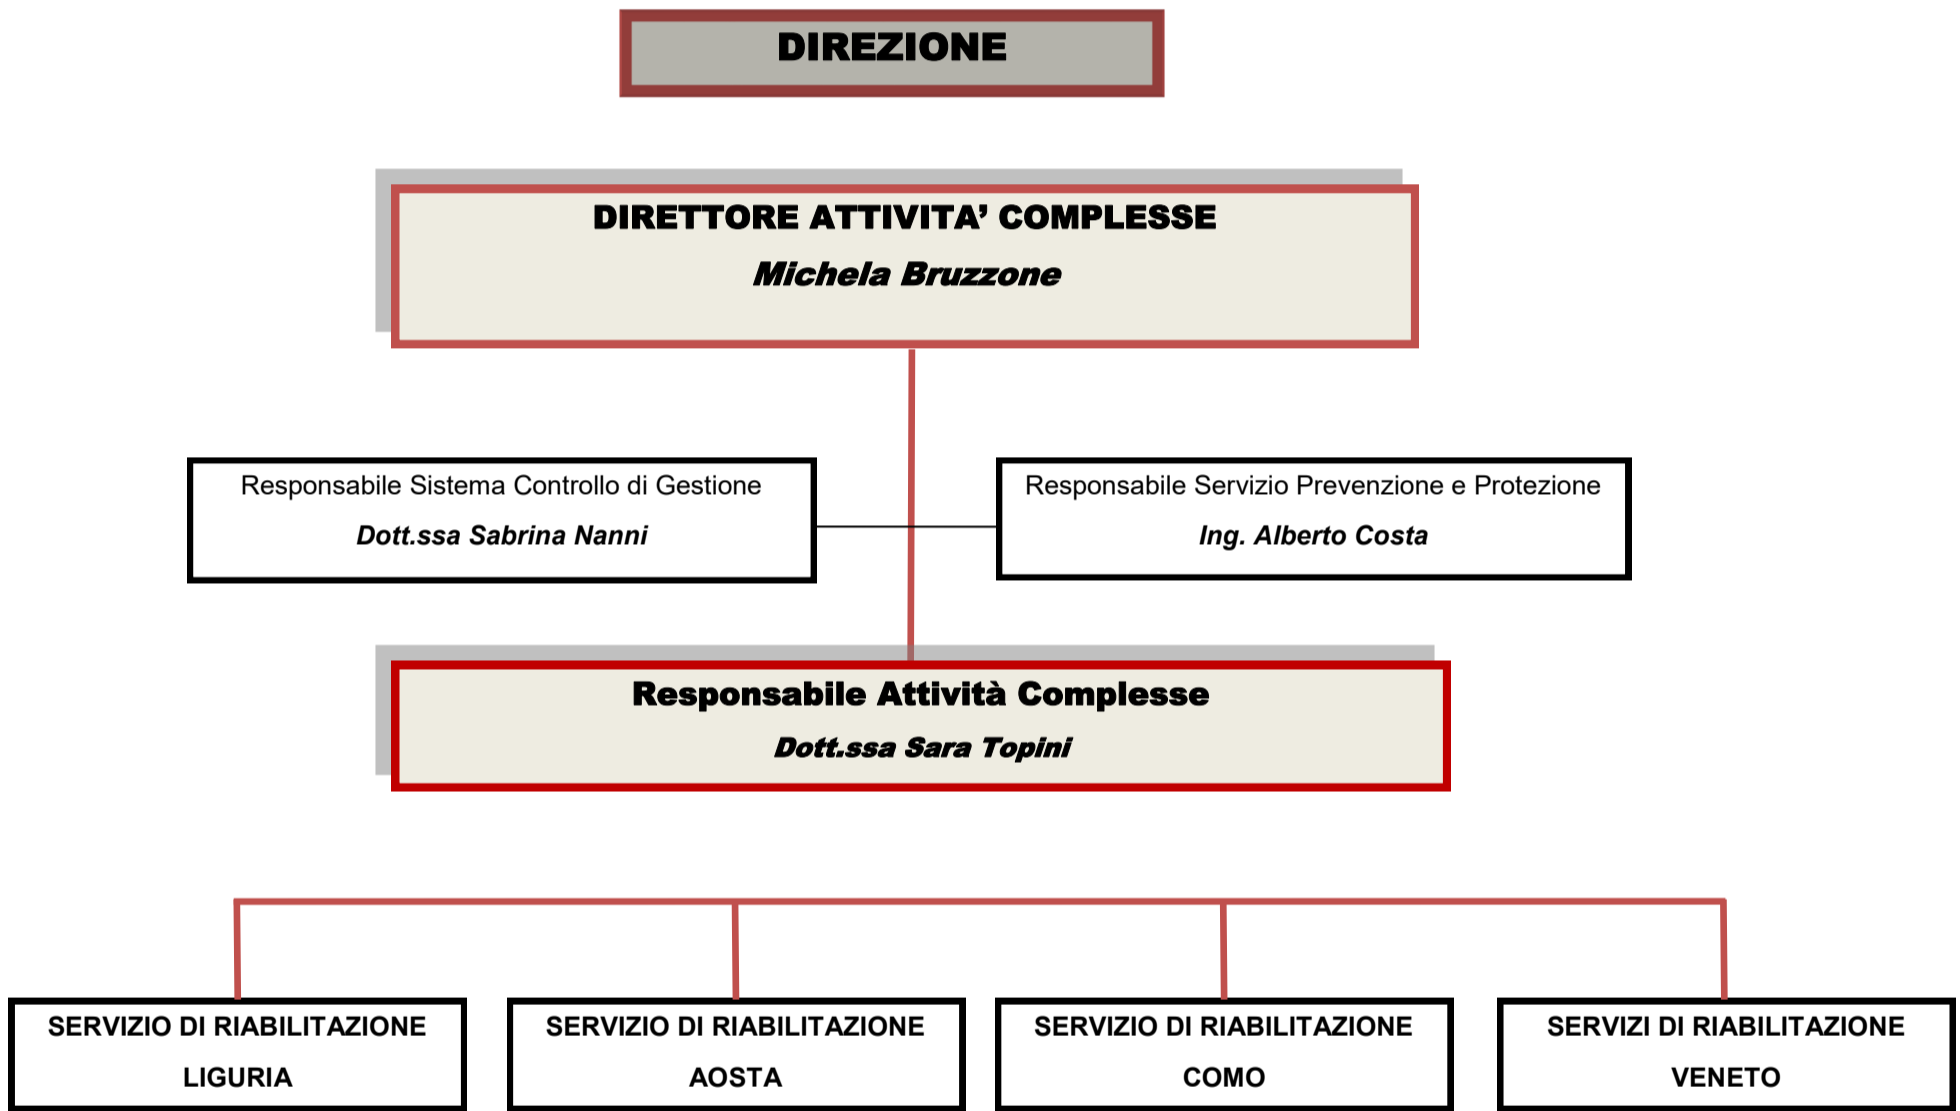 DIREZIONE
DIRETTORE ATTIVITA’ COMPLESSE
Michela Bruzzone
Responsabile Sistema Controllo di Gestione
Dott.ssa Sabrina Nanni
Responsabile Servizio Prevenzione e Protezione
Ing. Alberto Costa
Responsabile Attività Complesse
Dott.ssa Sara Topini
SERVIZIO DI RIABILITAZIONE
LIGURIA
SERVIZIO DI RIABILITAZIONE
AOSTA
SERVIZIO DI RIABILITAZIONE
COMO
SERVIZI DI RIABILITAZIONE
VENETO